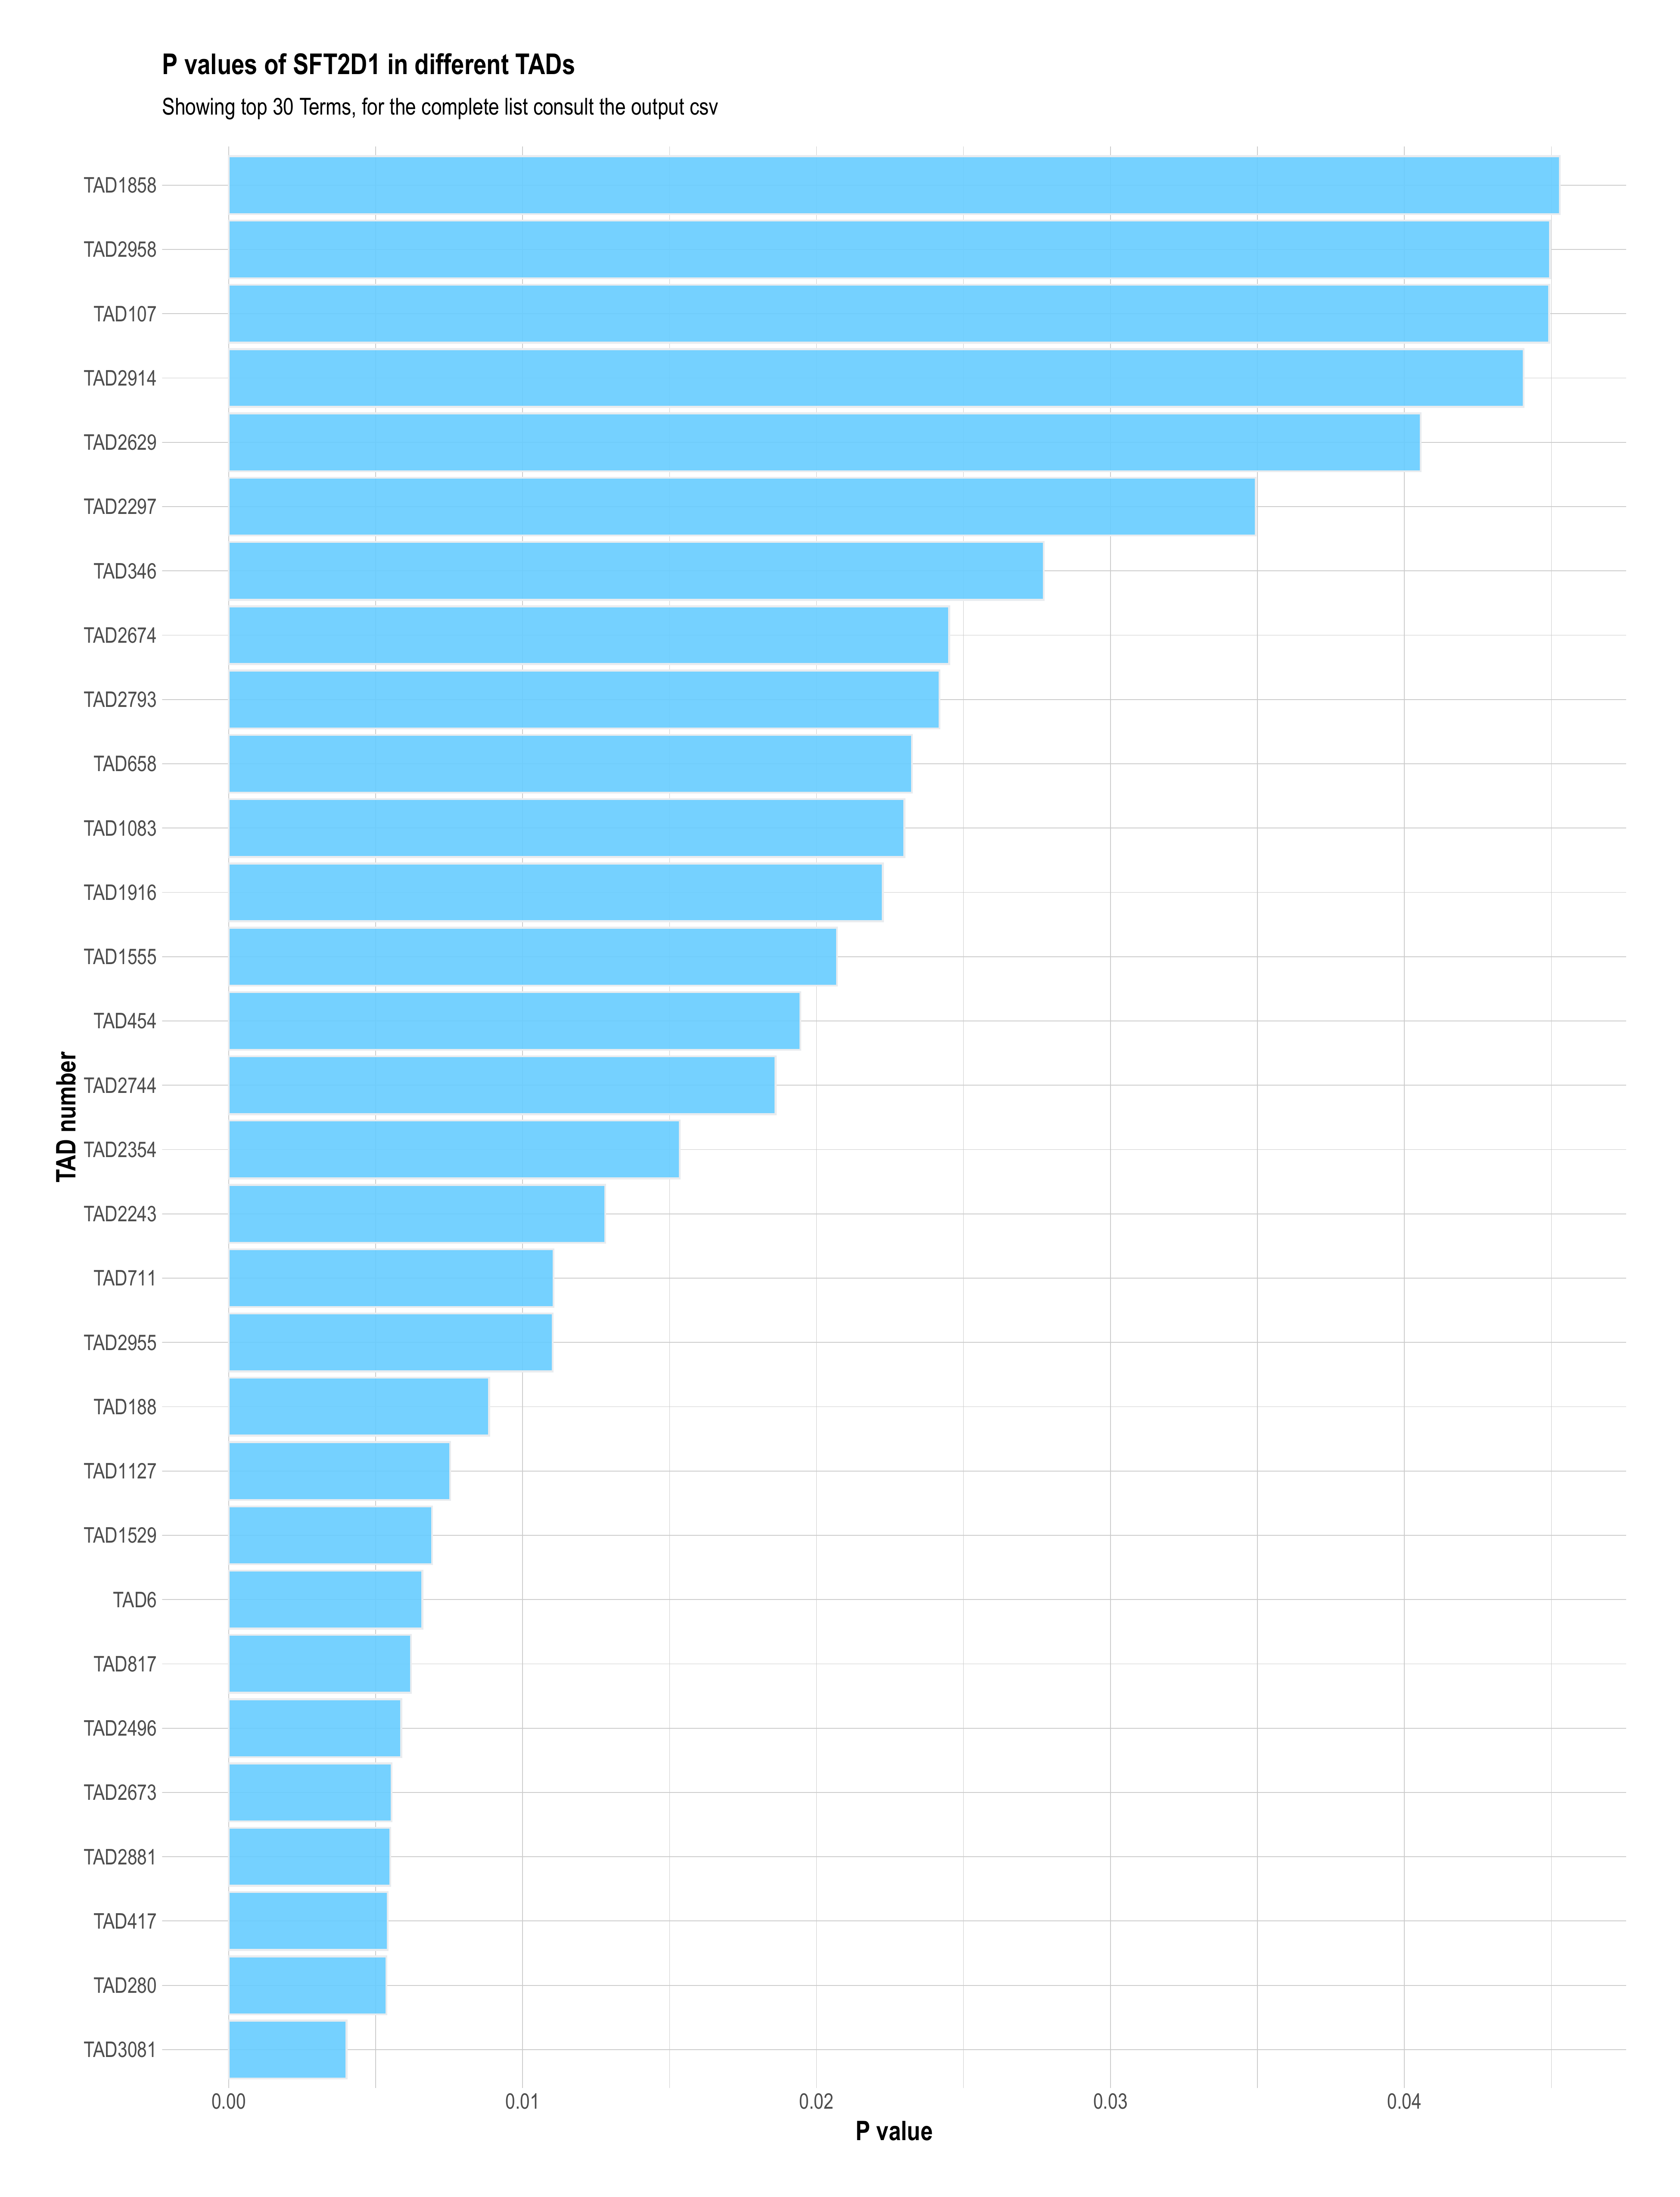 P values of SFT2D1 in different TADs
Showing top 30 Terms, for the complete list consult the output csv
TAD1858
TAD2958
TAD107
TAD2914
TAD2629
TAD2297
TAD346
TAD2674
TAD2793
TAD658
TAD1083
TAD1916
TAD1555
TAD454
TAD2744
TAD2354
TAD2243
TAD711
TAD2955
TAD188
TAD1127
TAD1529
TAD6
TAD817
TAD2496
TAD2673
TAD2881
TAD417
TAD280
TAD3081
TAD number
0.00 0.01 0.02 0.03 0.04
P value